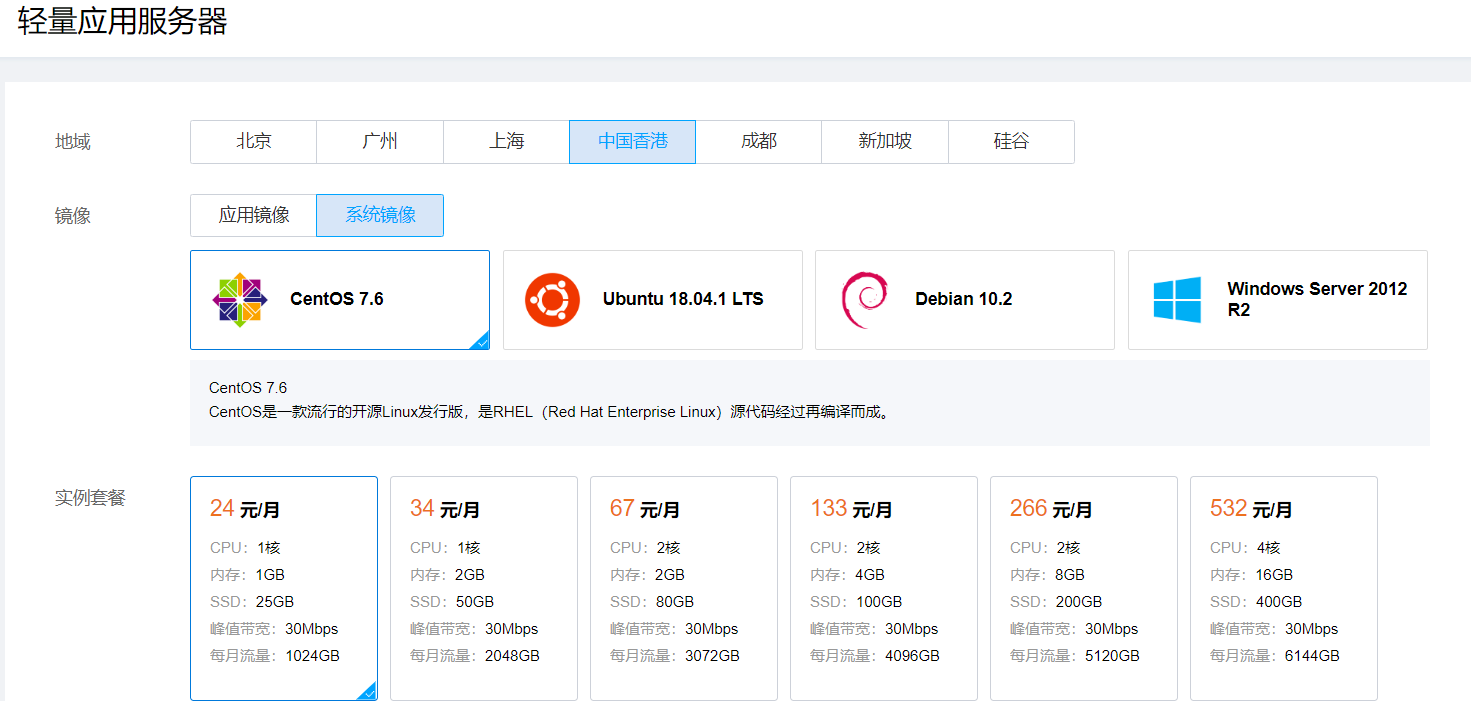 轻量应用服务器
地域
北京 广州 上海 中国香港 成都 新加坡 硅谷
镜像
应用镜像 系统镜像
CentOS 7.6
Ubuntu 18.04.1 LTS
Debian 10.2
Windows Server 2012
R2
CentOS 7.6
CentOS是一款流行的开源Linux发行版，是RHEL（Red Hat Enterprise Linux）源代码经过再编译而成。
实例套餐
24 元/月
CPU：1核
内存：1GB
SSD：25GB
峰值带宽：30Mbps
每月流量：1024GB
34 元/月
CPU：1核
内存：2GB
SSD：50GB
峰值带宽：30Mbps
每月流量：2048GB
67 元/月
CPU：2核
内存：2GB
SSD：80GB
峰值带宽：30Mbps
每月流量：3072GB
133 元/月
CPU：2核
内存：4GB
SSD：100GB
峰值带宽：30Mbps
每月流量：4096GB
266 元/月
CPU：2核
内存：8GB
SSD：200GB
峰值带宽：30Mbps
每月流量：5120GB
532 元/月
CPU：4核
内存：16GB
SSD：400GB
峰值带宽：30Mbps
每月流量：6144GB